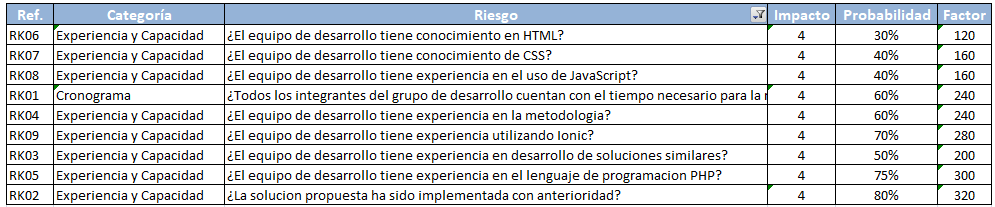 Ref. Categoría Riesgo Impacto Probabilidad Factor
RK06 Experiencia y Capacidad ¿El equipo de desarrollo tiene conocimiento en HTML? 4 30% 120
RK07 Experiencia y Capacidad ¿El equipo de desarrollo tiene conocimiento de CSS? 4 40% 160
RK08 Experiencia y Capacidad ¿El equipo de desarrollo tiene experiencia en el uso de JavaScript? 4 40% 160
RK01 Cronograma ¿Todos los integrantes del grupo de desarrollo cuentan con el tiempo necesario para la 4 60% 240
RK04 Experiencia y Capacidad ¿El equipo de desarrollo tiene experiencia en la metodologia? 4 60% 240
RK09 Experiencia y Capacidad ¿El equipo de desarrollo tiene experiencia utilizando Ionic? 4 70% 280
RK03 Experiencia y Capacidad ¿El equipo de desarrollo tiene experiencia en desarrollo de soluciones similares? 4 50% 200
RK05 Experiencia y Capacidad ¿El equipo de desarrollo tiene experiencia en el lenguaje de programacion PHP? 4 75% 300
RK02 Experiencia y Capacidad ¿La solucion propuesta ha sido implementada con anterioridad? 4 80% 320